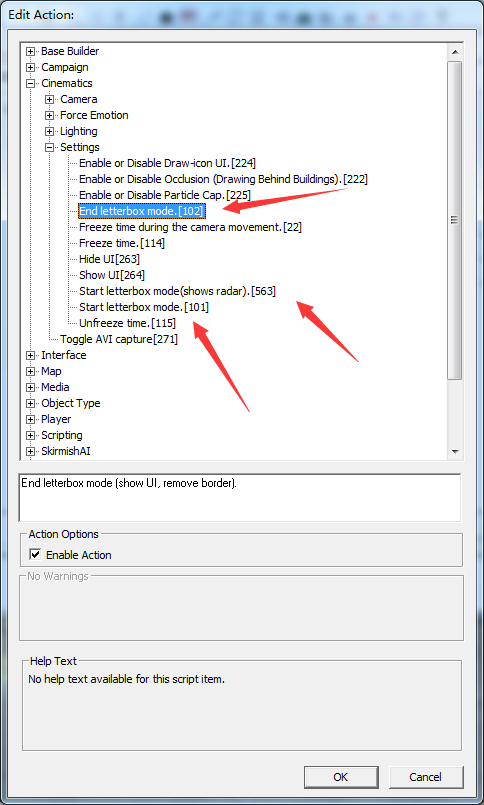 Edit Action:
Base Builder
Campaign
Cinematics
Camera
Force Emotion
Lighting
Settings
Enable or Disable Draw-icon UI.[224]
Enable or Disable Occlusion (Drawing Behind Buildings).[222]
Enable or Disable Particle Cap.[225]
End letterbox mode.[102]
Freeze time during the camera movement.[22]
Freeze time.[114]
Hide UI[263]
Show UI[264]
Start letterbox mode(shows radar).[563]
Start letterbox mode.[101]
Unfreeze time.[115]
Toggle AVI capture[271]
Interface
Map
Media
Object Type
Player
Scripting
SkirmishAI
End letterbox mode (show UI, remove border).
Action Options
Enable Action
No Warnings
Help Text
No help text available for this script item.
OK Cancel